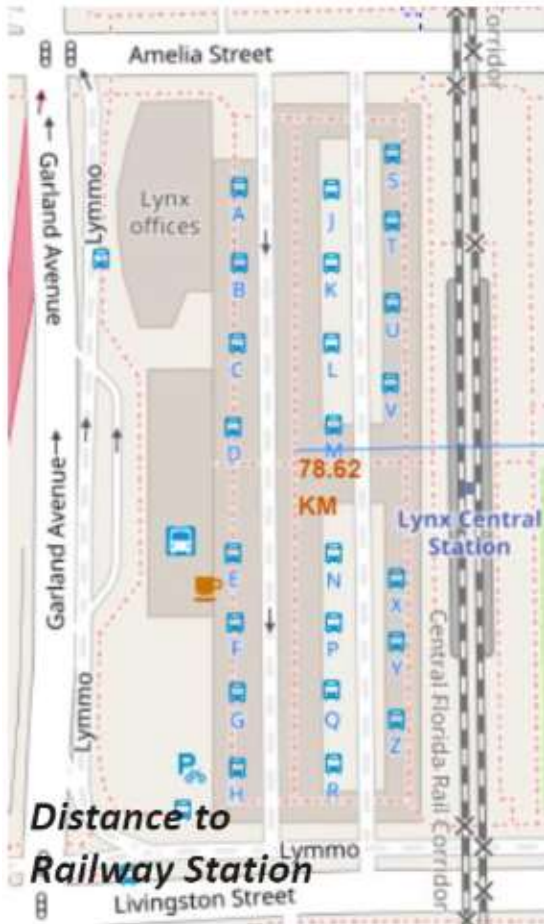 Corridor
Amelia Street
Garland Avenue
Lymmo
Lynx
offices
A
B
C
D
E
F
G
H
J
K
L
M
N
P
Q
R
S
T
U
V
X
Y
Z
78.62
KM
Lynx Central
Station
Garland Avenue
Lymmo
Central Florida Rail Corridor
P
Distance to
Railway Station
Lymmo
Livingston Street